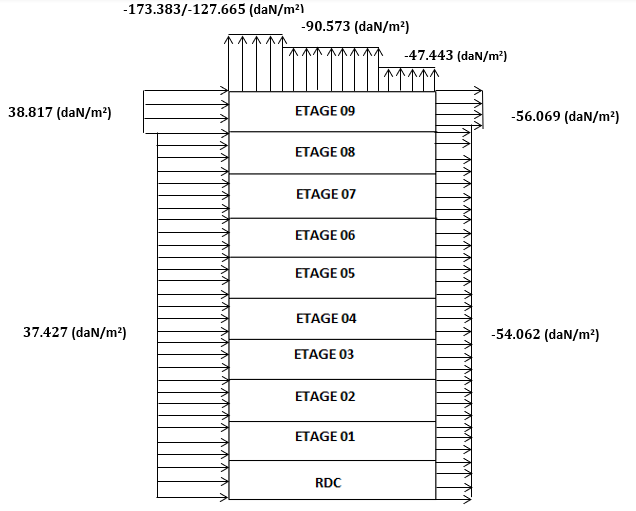 -173.383/-127.665 (daN/m²)
-90.573 (daN/m²)
-47.443 (daN/m²)
38.817 (daN/m²)
ETAGE 09
-56.069 (daN/m²)
ETAGE 08
ETAGE 07
ETAGE 06
ETAGE 05
ETAGE 04
37.427 (daN/m²)
-54.062 (daN/m²)
ETAGE 03
ETAGE 02
ETAGE 01
RDC